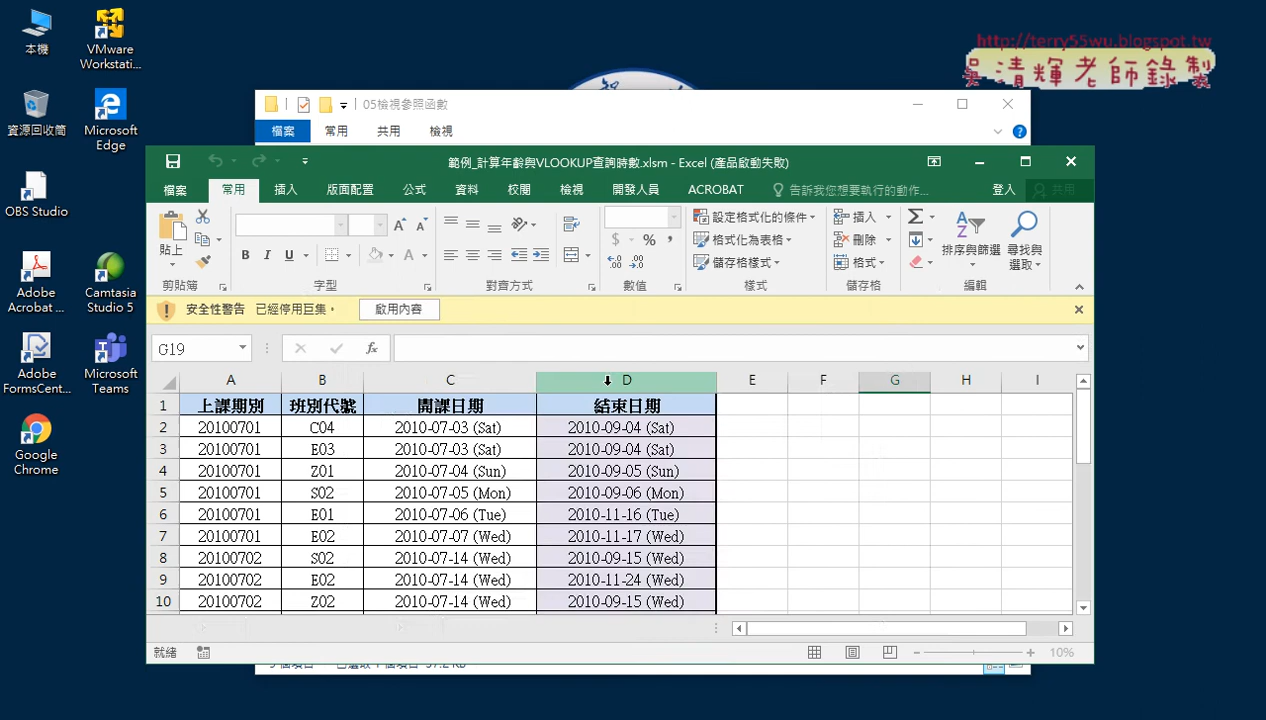 http://terry55wu.blogspot.tw
吳清輝老師錄製
本機
VMware Workstati...
資源回收筒
Microsoft Edge
OBS Studio
Adobe Acrobat ...
Camtasia Studio 5
Adobe FormsCent...
Microsoft Teams
Google Chrome
05檢視參照函數
檔案 常用 共用 檢視
範例_計算年齡與VLOOKUP查詢時數.xlsm - Excel (產品啟動失敗)
檔案 常用 插入 版面配置 公式 資料 校閱 檢視 開發人員 ACROBAT 告訴我您想要執行的動作... 登入 共用
貼上 B I U A $ % , 設定格式化的條件 格式化為表格 儲存格樣式 插入 刪除 格式 排序與篩選 尋找與選取
剪貼簿 字型 對齊方式 數值 樣式 儲存格 編輯
安全性警告 已經停用巨集。 啟用內容
G19 fx
A B C D E F G H I
1 上課期別 班別代號 開課日期 結束日期
2 20100701 C04 2010-07-03 (Sat) 2010-09-04 (Sat)
3 20100701 E03 2010-07-03 (Sat) 2010-09-04 (Sat)
4 20100701 Z01 2010-07-04 (Sun) 2010-09-05 (Sun)
5 20100701 S02 2010-07-05 (Mon) 2010-09-06 (Mon)
6 20100701 E01 2010-07-06 (Tue) 2010-11-16 (Tue)
7 20100701 E02 2010-07-07 (Wed) 2010-11-17 (Wed)
8 20100702 S02 2010-07-14 (Wed) 2010-09-15 (Wed)
9 20100702 E02 2010-07-14 (Wed) 2010-11-24 (Wed)
10 20100702 Z02 2010-07-14 (Wed) 2010-09-15 (Wed)
就緒 10%